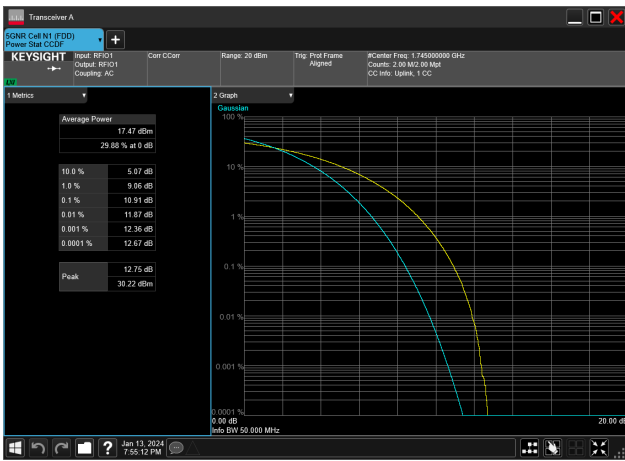 Transceiver A
5GNR Cell N1 (FDD)
Power Stat CCDF
KEYSIGHT
Input: RFIO1
Output: RFIO1
Coupling: AC
Corr CCorr
Range: 20 dBm
Trig: Prot Frame
Aligned
#Center Freq: 1.745000000 GHz
Counts: 2.00 M/2.00 Mpt
CC Info: Uplink, 1 CC
1 Metrics
Average Power
17.47 dBm
29.88 % at 0 dB
10.0 % 5.07 dB
1.0 % 9.06 dB
0.1 % 10.91 dB
0.01 % 11.87 dB
0.001 % 12.36 dB
0.0001 % 12.67 dB
Peak
12.75 dB
30.22 dBm
2 Graph
Gaussian
100 %
10 %
1 %
0.1 %
0.01 %
0.001 %
0.0001 %
0.00 dB
20.00 dB
Info BW 50.000 MHz
Jan 13, 2024
7:55:12 PM